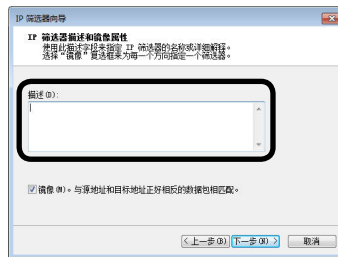 IP 筛选器向导
IP 筛选器描述和镜像属性
使用此描述字段来指定 IP 筛选器的名称或详细解释。
选择“镜像”复选框来为每一个方向指定一个筛选器。
描述(D):
镜像(M)。与源地址和目标地址正好相反的数据包相匹配。
< 上一步(B)
下一步(N) >
取消